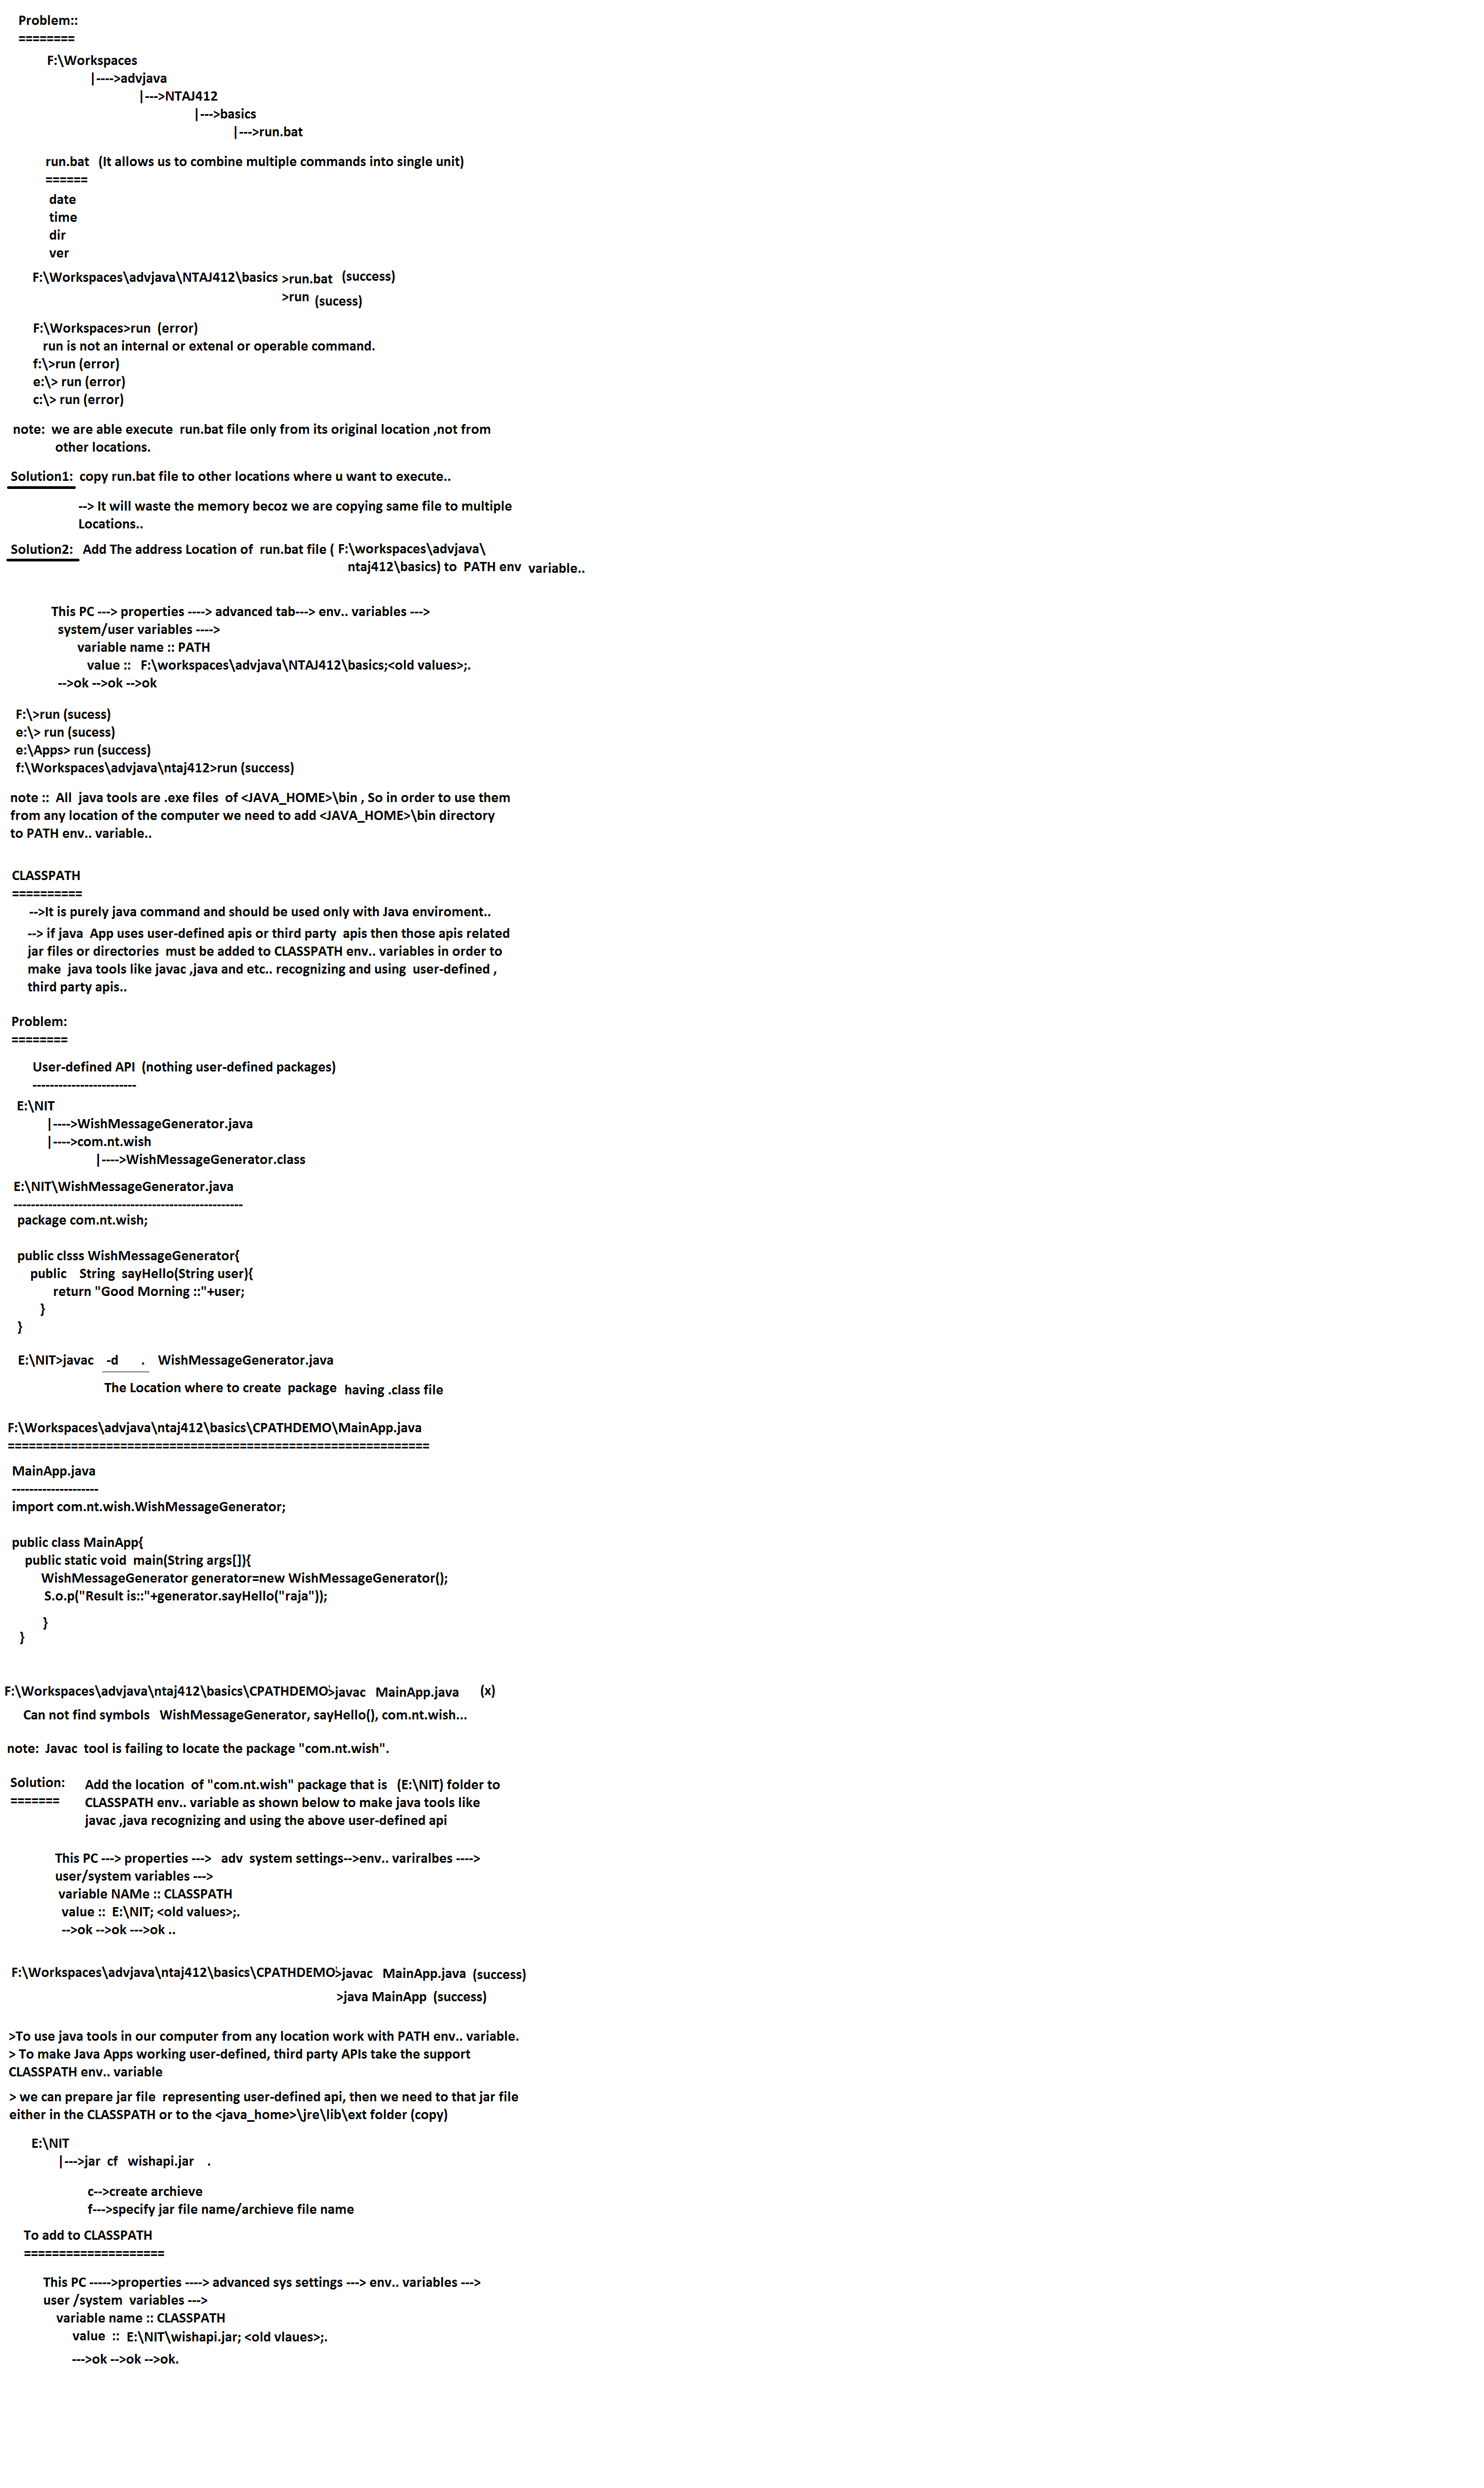 Problem::
========
F:\Workspaces
|---->advjava
|--->NTAJ412
|--->basics
|--->run.bat
run.bat (It allows us to combine multiple commands into single unit)
======
date
time
dir
ver
F:\Workspaces\advjava\NTAJ412\basics >run.bat (success)
>run (sucess)
F:\Workspaces>run (error)
run is not an internal or extenal or operable command.
f:\>run (error)
e:\> run (error)
c:\> run (error)
note: we are able execute run.bat file only from its original location ,not from
other locations.
Solution1: copy run.bat file to other locations where u want to execute..
--> It will waste the memory becoz we are copying same file to multiple
Locations..
Solution2: Add The address Location of run.bat file ( F:\workspaces\advjava\
ntaj412\basics) to PATH env variable..
This PC ---> properties ----> advanced tab---> env.. variables --->
system/user variables ---->
variable name :: PATH
value :: F:\workspaces\advjava\NTAJ412\basics;<old values>;.
-->ok -->ok -->ok
F:\>run (sucess)
e:\> run (sucess)
e:\Apps> run (success)
f:\Workspaces\advjava\ntaj412>run (success)
note :: All java tools are .exe files of <JAVA_HOME>\bin , So in order to use them
from any location of the computer we need to add <JAVA_HOME>\bin directory
to PATH env.. variable..
CLASSPATH
==========
-->It is purely java command and should be used only with Java enviroment..
--> if java App uses user-defined apis or third party apis then those apis related
jar files or directories must be added to CLASSPATH env.. variables in order to
make java tools like javac ,java and etc.. recognizing and using user-defined ,
third party apis..
Problem:
========
User-defined API (nothing user-defined packages)
------------------------
E:\NIT
|---->WishMessageGenerator.java
|---->com.nt.wish
|---->WishMessageGenerator.class
E:\NIT\WishMessageGenerator.java
-----------------------------------------------------
package com.nt.wish;
public clsss WishMessageGenerator{
public String sayHello(String user){
return "Good Morning ::"+user;
}
}
E:\NIT>javac -d . WishMessageGenerator.java
The Location where to create package having .class file
F:\Workspaces\advjava\ntaj412\basics\CPATHDEMO\MainApp.java
============================================================
MainApp.java
--------------------
import com.nt.wish.WishMessageGenerator;
public class MainApp{
public static void main(String args[]){
WishMessageGenerator generator=new WishMessageGenerator();
S.o.p("Result is::"+generator.sayHello("raja"));
}
}
F:\Workspaces\advjava\ntaj412\basics\CPATHDEMO>javac MainApp.java (x)
Can not find symbols WishMessageGenerator, sayHello(), com.nt.wish...
note: Javac tool is failing to locate the package "com.nt.wish".
Solution: Add the location of "com.nt.wish" package that is (E:\NIT) folder to
======= CLASSPATH env.. variable as shown below to make java tools like
javac ,java recognizing and using the above user-defined api
This PC ---> properties ---> adv system settings-->env.. variralbes ---->
user/system variables --->
variable NAMe :: CLASSPATH
value :: E:\NIT; <old values>;.
-->ok -->ok --->ok ..
F:\Workspaces\advjava\ntaj412\basics\CPATHDEMO>javac MainApp.java (success)
>java MainApp (success)
>To use java tools in our computer from any location work with PATH env.. variable.
> To make Java Apps working user-defined, third party APIs take the support
CLASSPATH env.. variable
> we can prepare jar file representing user-defined api, then we need to that jar file
either in the CLASSPATH or to the <java_home>\jre\lib\ext folder (copy)
E:\NIT
|--->jar cf wishapi.jar .
c-->create archieve
f--->specify jar file name/archieve file name
To add to CLASSPATH
====================
This PC ----->properties ----> advanced sys settings ---> env.. variables --->
user /system variables --->
variable name :: CLASSPATH
value :: E:\NIT\wishapi.jar; <old vlaues>;.
--->ok -->ok -->ok.